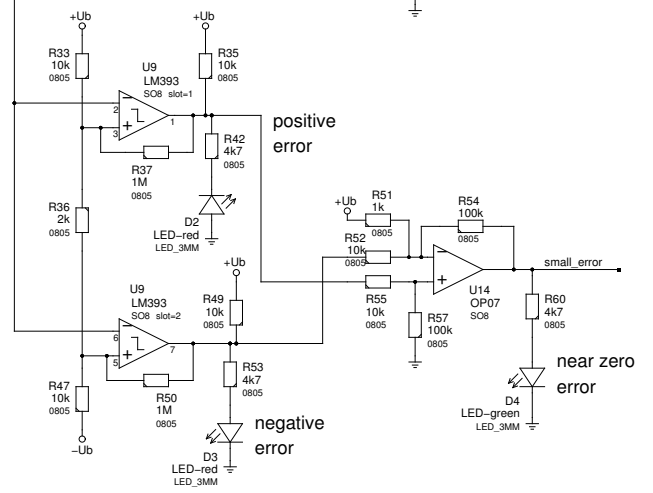 +Ub
+Ub
R33
10k
0805
U9
LM393
SO8 slot=1
R35
10k
0805
2
3
1
positive
error
R42
4k7
0805
R37
1M
0805
R36
2k
0805
D2
LED-red
LED_3MM
+Ub
R51
1k
0805
R54
100k
0805
R52
10k
0805
+Ub
small_error
U9
LM393
SO8 slot=2
R49
10k
0805
R55
10k
0805
R57
100k
0805
U14
OP07
SO8
R60
4k7
0805
6
5
7
R47
10k
0805
R50
1M
0805
R53
4k7
0805
near zero
error
D4
LED-green
LED_3MM
negative
error
-Ub
D3
LED-red
LED_3MM